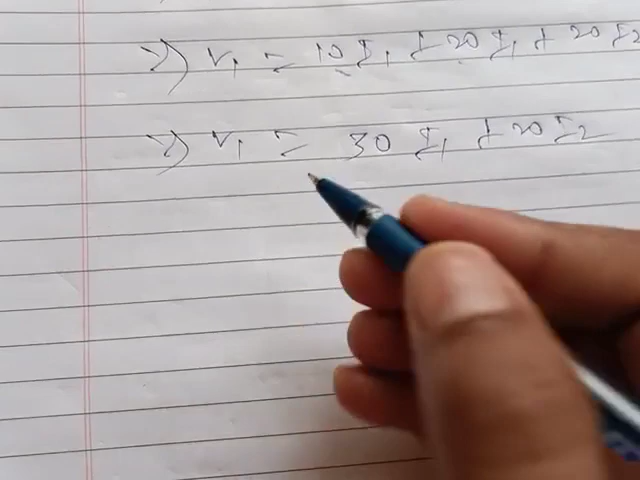 =) V₁ = 10 I₁ + 20 I₁ + 20 I₂
=) V₁ = 30 I₁ + 20 I₂